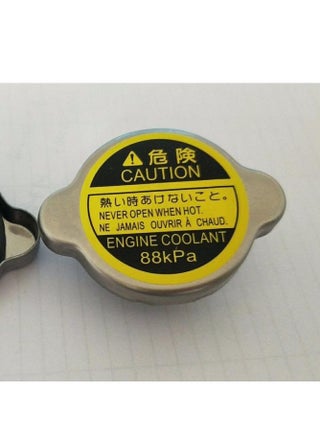 ⚠危険
CAUTION
熱い時あけないこと。
NEVER OPEN WHEN HOT.
NE JAMAIS OUVRIR À CHAUD.
ENGINE COOLANT
88kPa